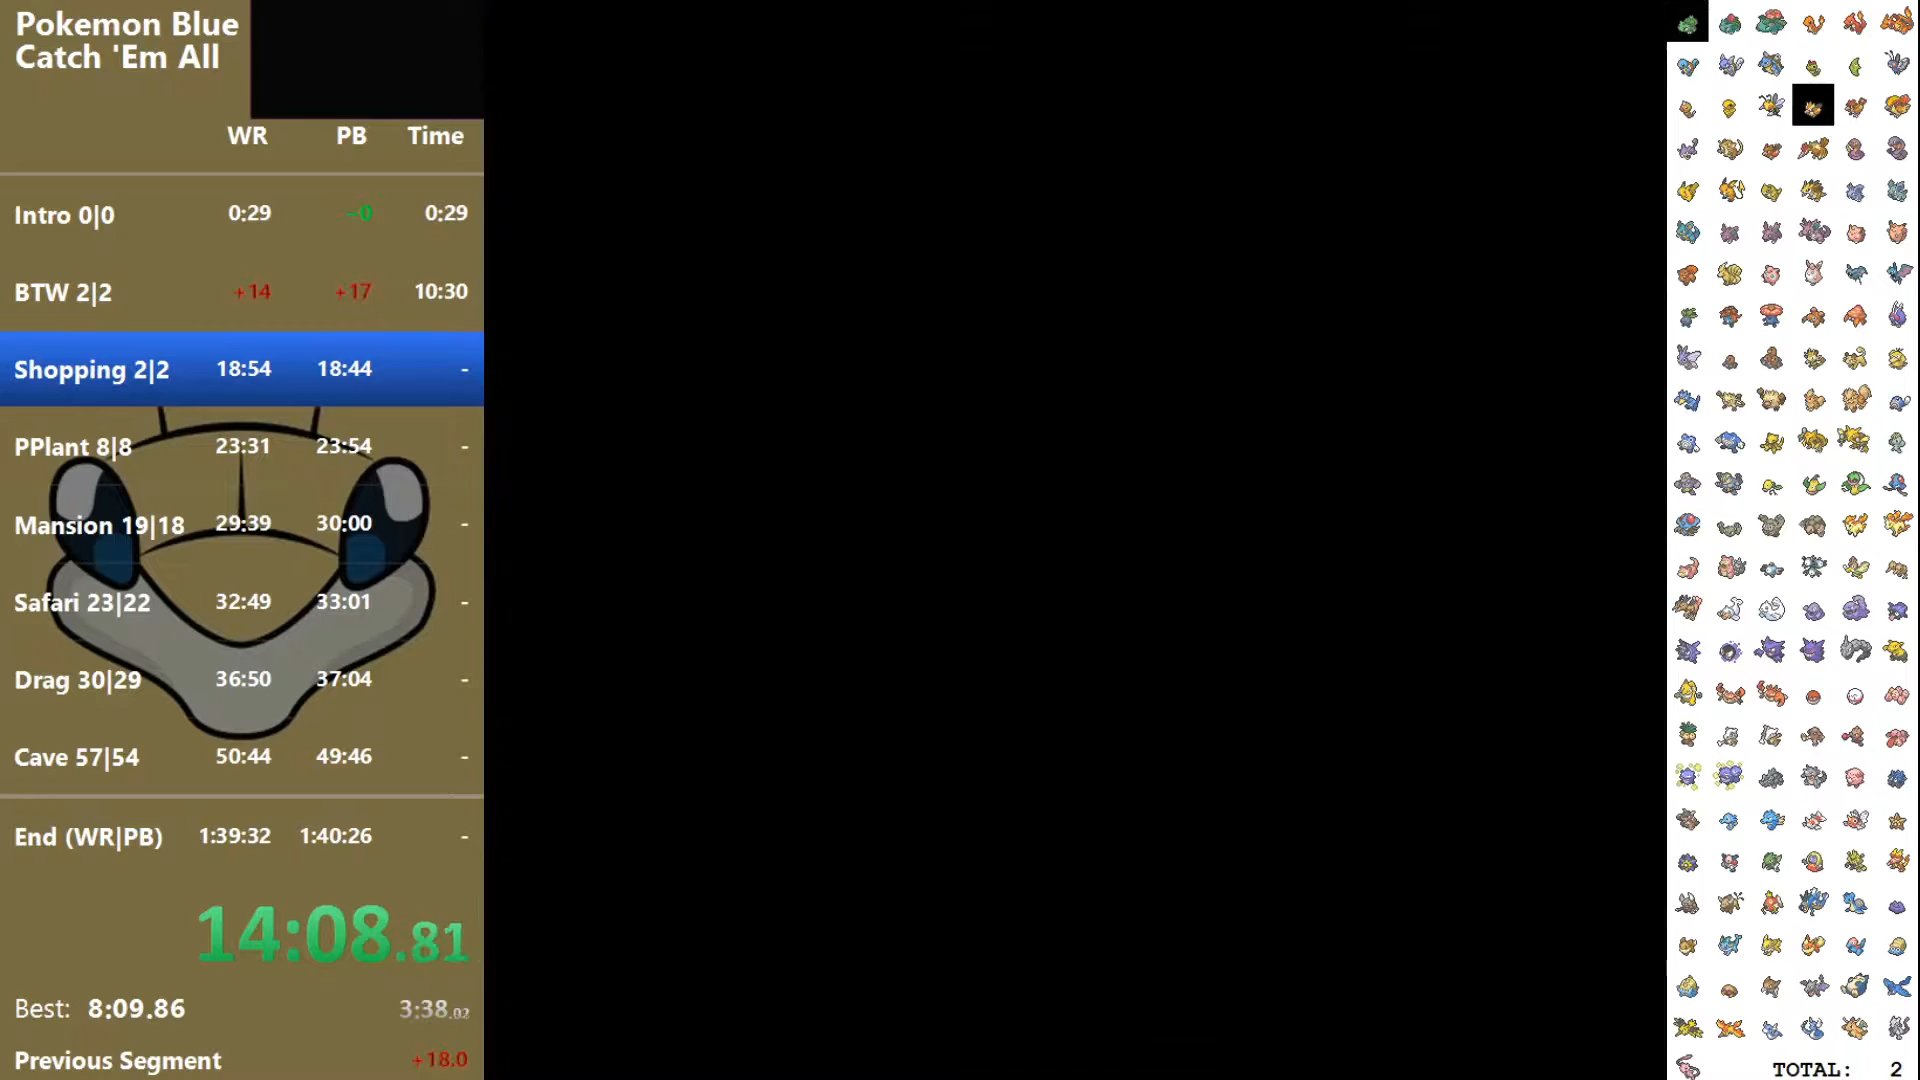 Pokemon Blue
Catch 'Em All
WR PB Time
Intro 0|0 0:29 -0 0:29
BTW 2|2 +14 +17 10:30
Shopping 2|2 18:54 18:44 -
PPlant 8|8 23:31 23:54 -
Mansion 19|18 29:39 30:00 -
Safari 23|22 32:49 33:01 -
Drag 30|29 36:50 37:04 -
Cave 57|54 50:44 49:46 -
End (WR|PB) 1:39:32 1:40:26 -
14:08.81
Best: 8:09.86 3:38.02
Previous Segment +18.0
TOTAL: 2